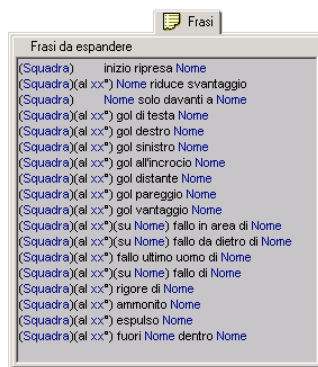 Frasi
Frasi da espandere
(Squadra) inizio ripresa Nome
(Squadra)(al xx°) Nome riduce svantaggio
(Squadra) Nome solo davanti a Nome
(Squadra)(al xx°) gol di testa Nome
(Squadra)(al xx°) gol destro Nome
(Squadra)(al xx°) gol sinistro Nome
(Squadra)(al xx°) gol all'incrocio Nome
(Squadra)(al xx°) gol distante Nome
(Squadra)(al xx°) gol pareggio Nome
(Squadra)(al xx°) gol vantaggio Nome
(Squadra)(al xx°)(su Nome) fallo in area di Nome
(Squadra)(al xx°)(su Nome) fallo da dietro di Nome
(Squadra)(al xx°) fallo ultimo uomo di Nome
(Squadra)(al xx°)(su Nome) fallo di Nome
(Squadra)(al xx°) rigore di Nome
(Squadra)(al xx°) ammonito Nome
(Squadra)(al xx°) espulso Nome
(Squadra)(al xx°) fuori Nome dentro Nome